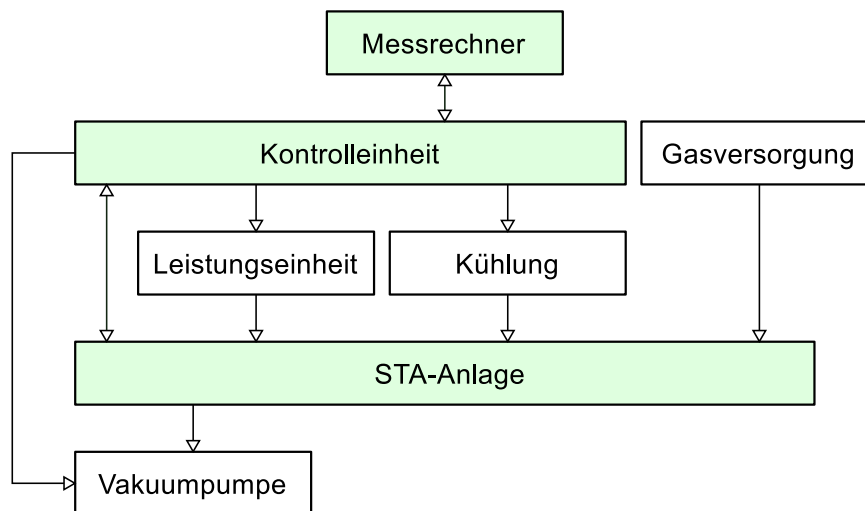 Messrechner
Kontrolleinheit
Gasversorgung
Leistungseinheit
Kühlung
STA-Anlage
Vakuumpumpe